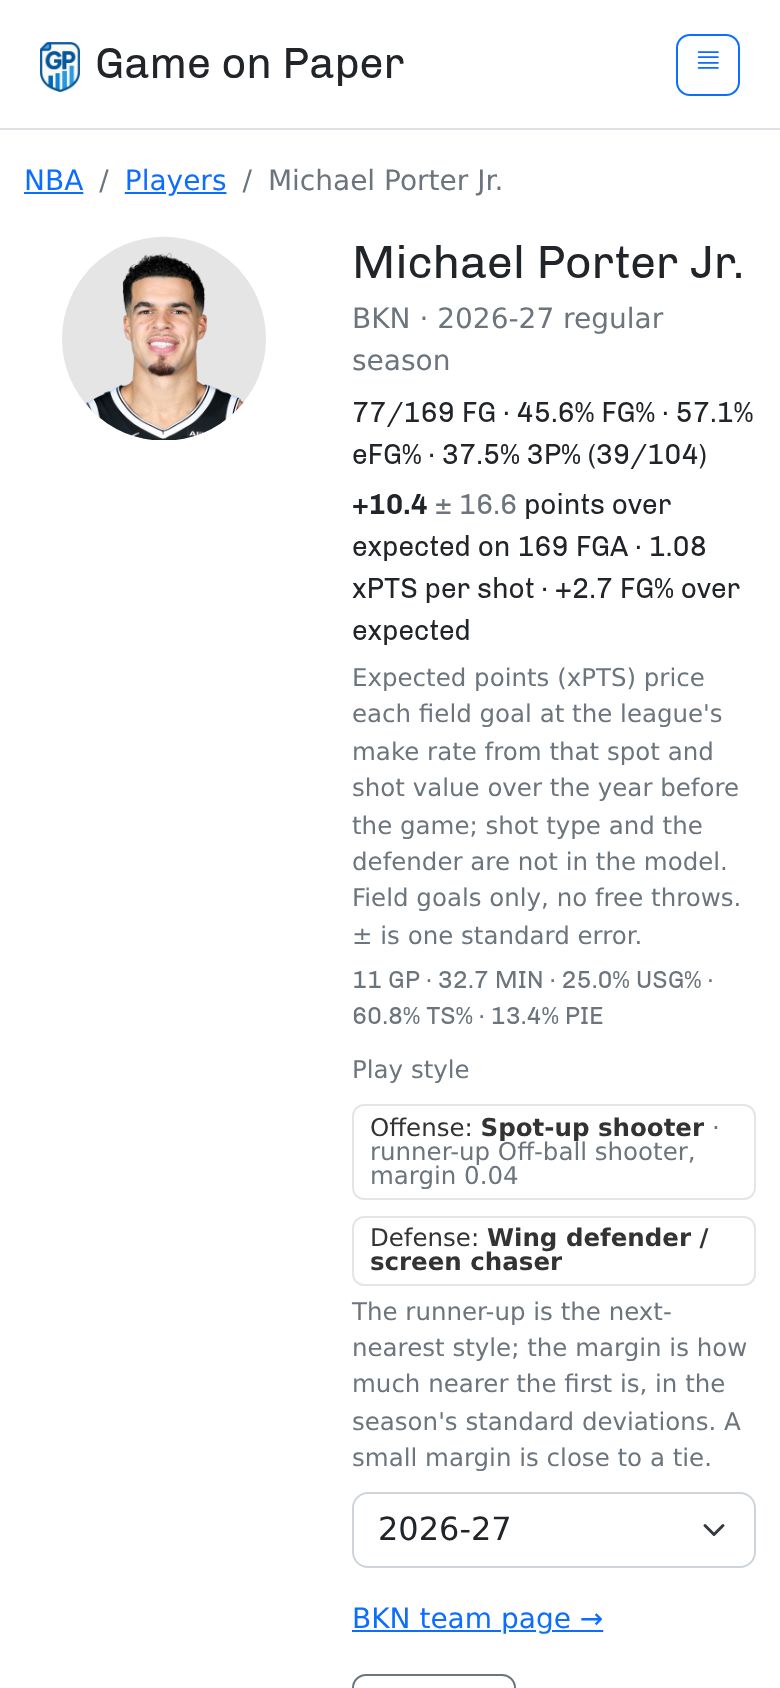 GP Game on Paper
NBA / Players / Michael Porter Jr.
Michael Porter Jr.
BKN · 2026-27 regular
season
77/169 FG · 45.6% FG% · 57.1%
eFG% · 37.5% 3P% (39/104)
+10.4 ± 16.6 points over
expected on 169 FGA · 1.08
xPTS per shot · +2.7 FG% over
expected
Expected points (xPTS) price
each field goal at the league's
make rate from that spot and
shot value over the year before
the game; shot type and the
defender are not in the model.
Field goals only, no free throws.
± is one standard error.
11 GP · 32.7 MIN · 25.0% USG% ·
60.8% TS% · 13.4% PIE
Play style
Offense: Spot-up shooter ·
runner-up Off-ball shooter,
margin 0.04
Defense: Wing defender /
screen chaser
The runner-up is the next-
nearest style; the margin is how
much nearer the first is, in the
season's standard deviations. A
small margin is close to a tie.
2026-27
BKN team page →